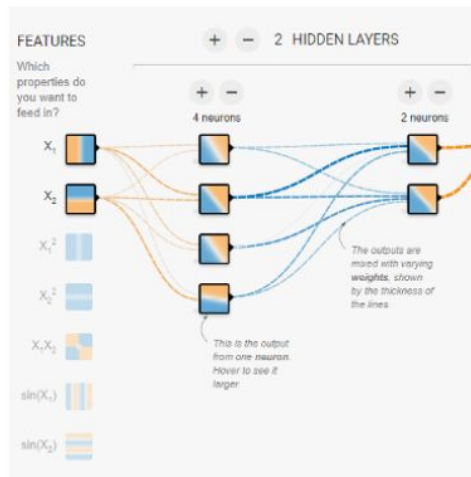 FEATURES
+ − 2 HIDDEN LAYERS
Which
properties do
you want to
feed in?
+ −
+ −
4 neurons
2 neurons
X₁
X₂
X₁²
X₂²
X₁X₂
sin(X₁)
sin(X₂)
The outputs are
mixed with varying
weights, shown
by the thickness of
the lines.
This is the output
from one neuron.
Hover to see it
larger.